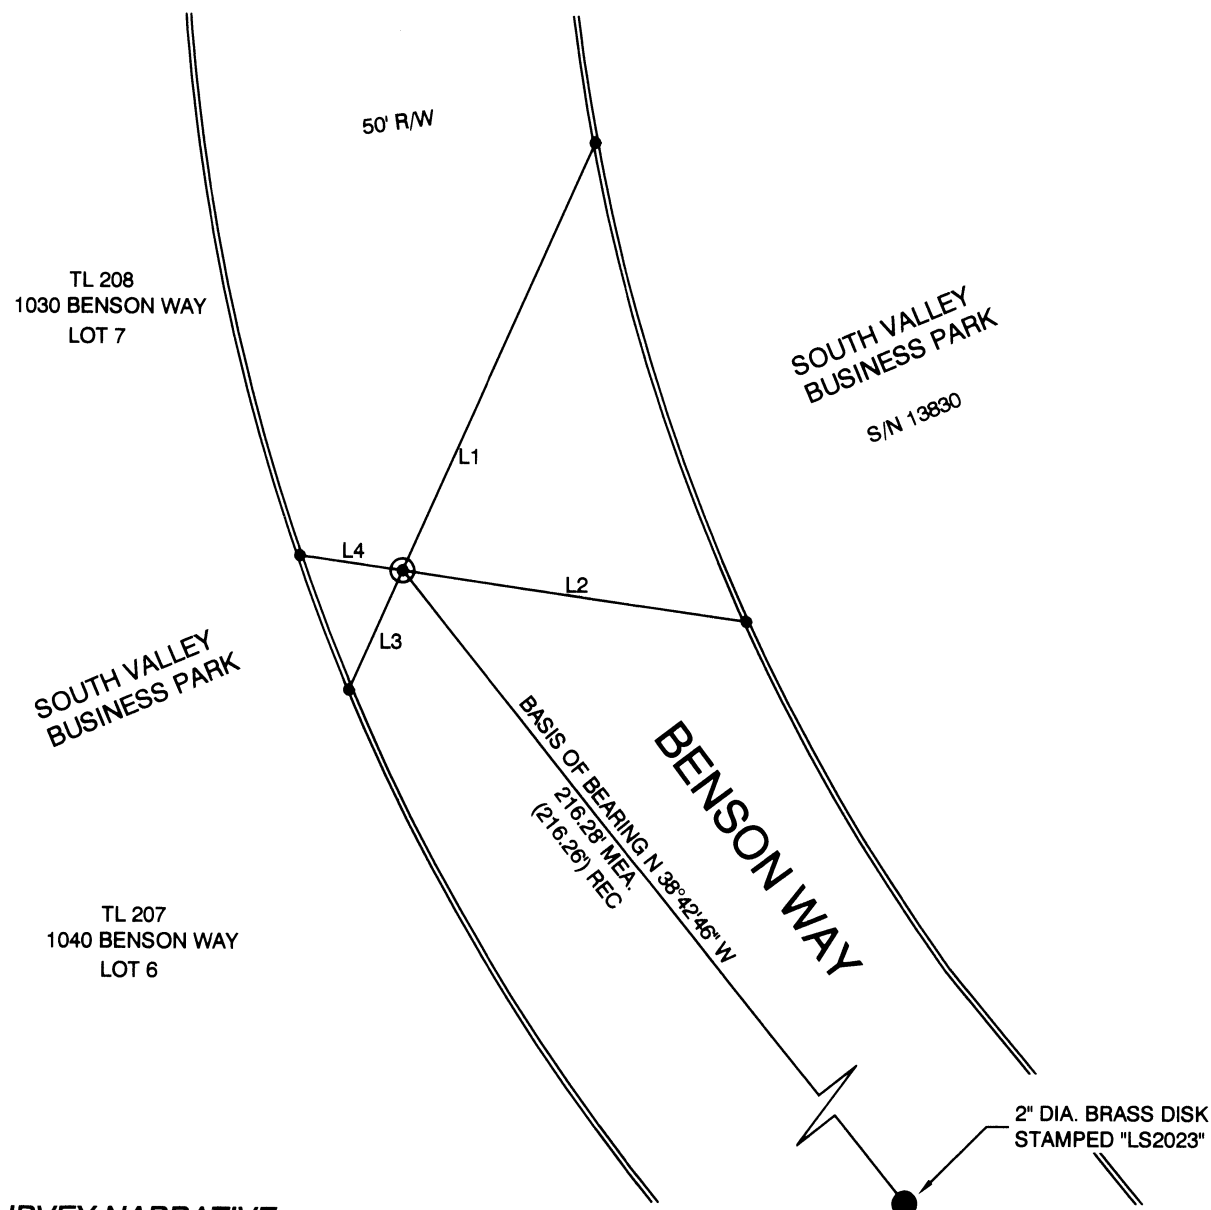 50' R/W
TL 208
1030 BENSON WAY
LOT 7
SOUTH VALLEY
BUSINESS PARK
S/N 13830
L1
L4
L2
L3
SOUTH VALLEY
BUSINESS PARK
BASIS OF BEARING N 38°42'46" W
216.28' MEA.
(216.26') REC
BENSON WAY
TL 207
1040 BENSON WAY
LOT 6
2" DIA. BRASS DISK
STAMPED "LS2023"